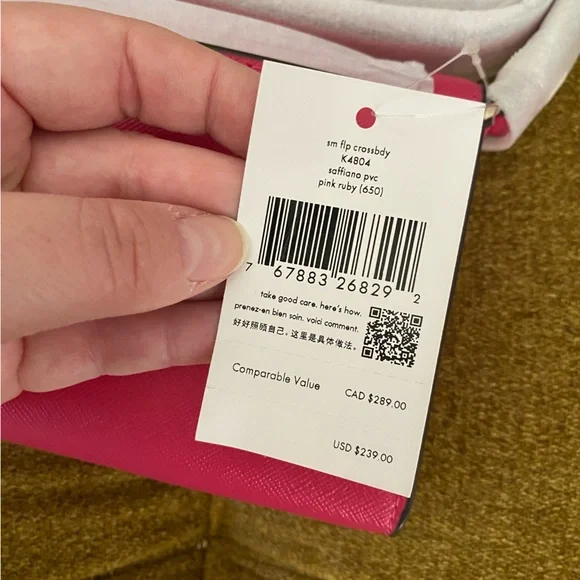 sm flp crossbdy
K4804
saffiano pvc
pink ruby (650)
7 67883 26829 2
take good care. here's how.
prenez-en bien soin. voici comment.
好好照顾自己。这里是具体做法。
Comparable Value CAD $289.00
USD $239.00